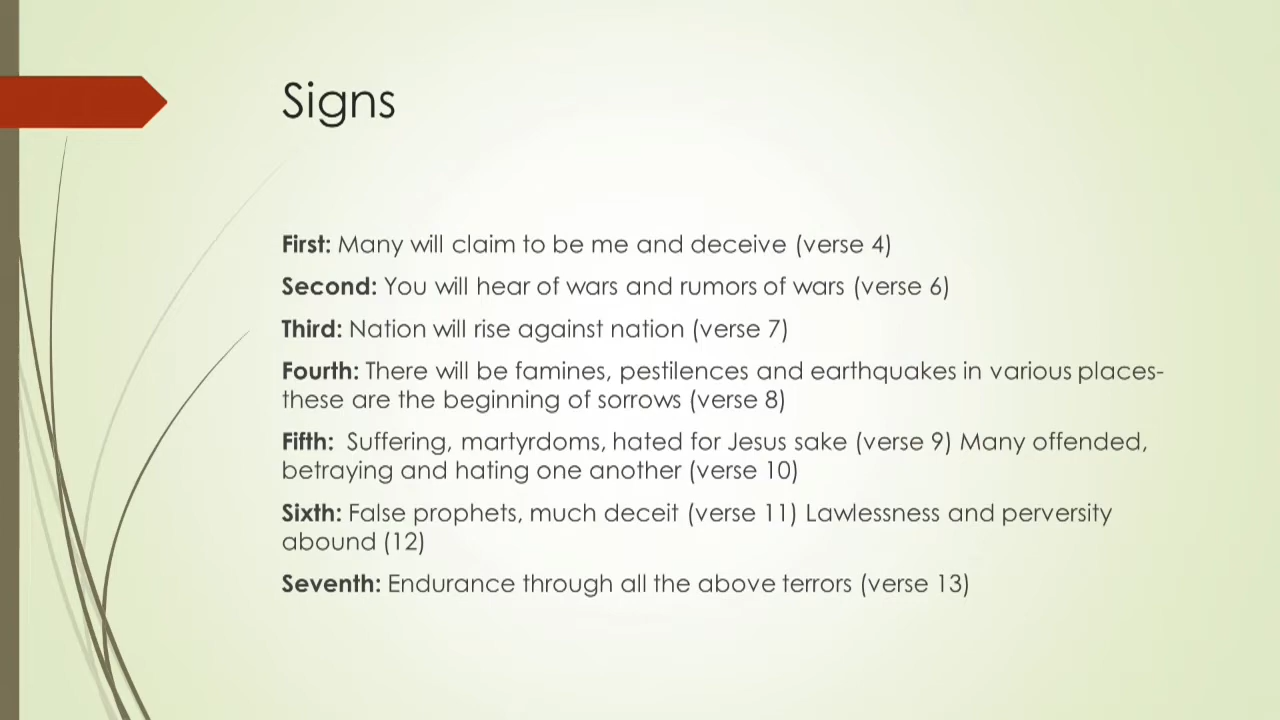 Signs
First: Many will claim to be me and deceive (verse 4)
Second: You will hear of wars and rumors of wars (verse 6)
Third: Nation will rise against nation (verse 7)
Fourth: There will be famines, pestilences and earthquakes in various places-
these are the beginning of sorrows (verse 8)
Fifth:  Suffering, martyrdoms, hated for Jesus sake (verse 9) Many offended,
betraying and hating one another (verse 10)
Sixth: False prophets, much deceit (verse 11) Lawlessness and perversity
abound (12)
Seventh: Endurance through all the above terrors (verse 13)